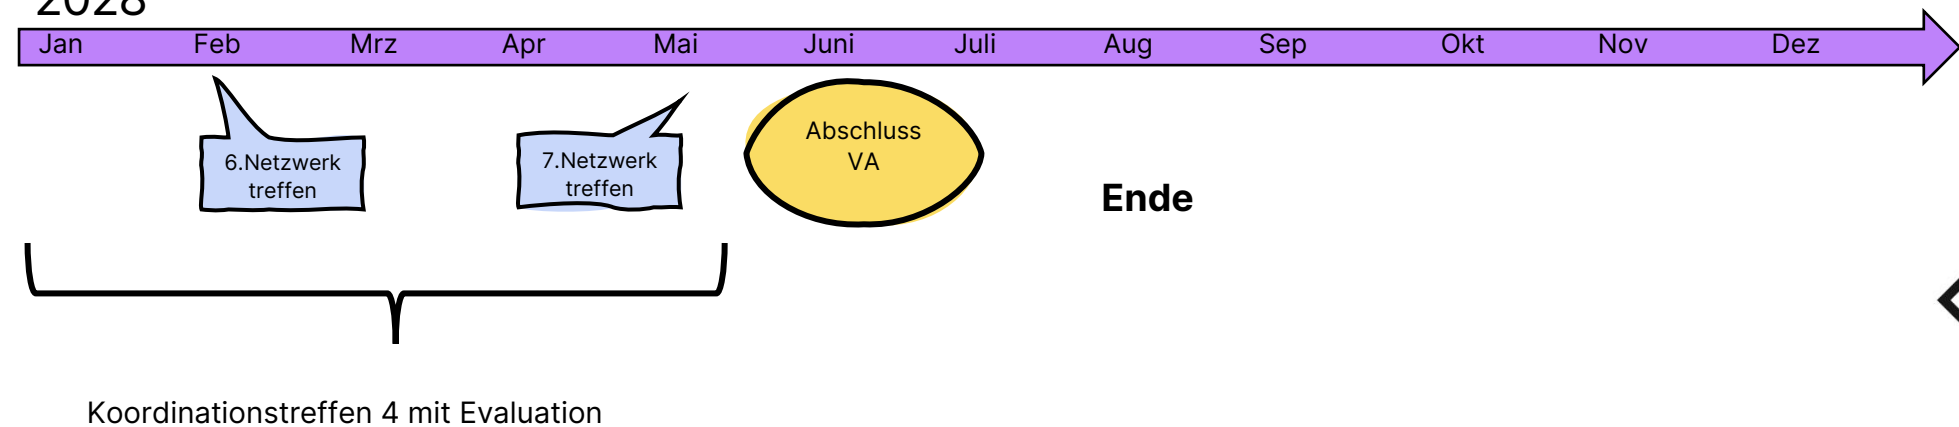 2028
Jan Feb Mrz Apr Mai Juni Juli Aug Sep Okt Nov Dez
6.Netzwerk
treffen
7.Netzwerk
treffen
Abschluss
VA
Ende
Koordinationstreffen 4 mit Evaluation